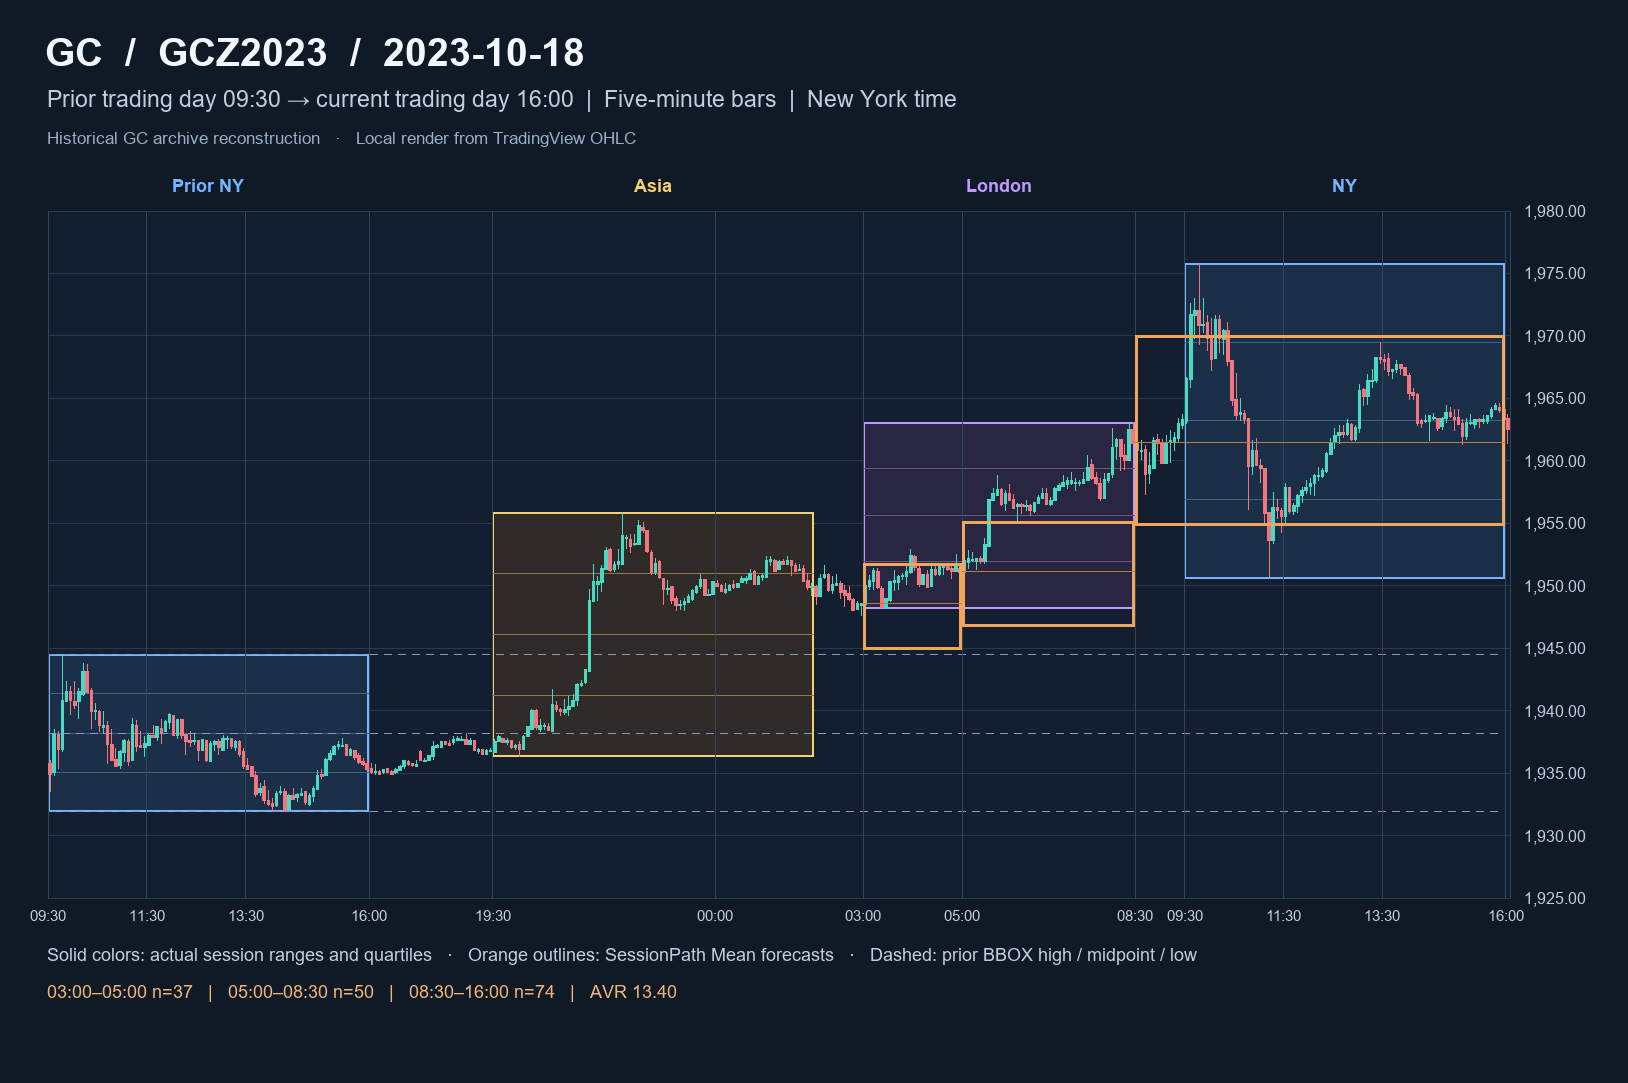 GC / GCZ2023 / 2023-10-18
Prior trading day 09:30 → current trading day 16:00 | Five-minute bars | New York time
Historical GC archive reconstruction · Local render from TradingView OHLC
Prior NY Asia London NY
1,980.00
1,975.00
1,970.00
1,965.00
1,960.00
1,955.00
1,950.00
1,945.00
1,940.00
1,935.00
1,930.00
1,925.00
09:30 11:30 13:30 16:00 19:30 00:00 03:00 05:00 08:30 09:30 11:30 13:30 16:00
Solid colors: actual session ranges and quartiles · Orange outlines: SessionPath Mean forecasts · Dashed: prior BBOX high / midpoint / low
03:00–05:00 n=37 | 05:00–08:30 n=50 | 08:30–16:00 n=74 | AVR 13.40